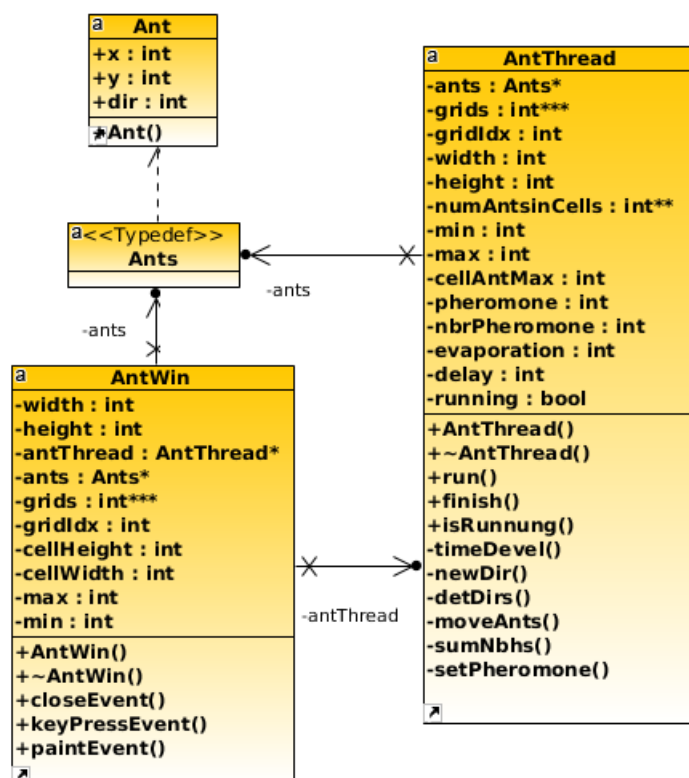 a
Ant
+x : int
+y : int
+dir : int
+Ant()
a
<<Typedef>>
Ants
-ants
-ants
a
AntWin
-width : int
-height : int
-antThread : AntThread*
-ants : Ants*
-grids : int***
-gridIdx : int
-cellHeight : int
-cellWidth : int
-max : int
-min : int
+AntWin()
+~AntWin()
+closeEvent()
+keyPressEvent()
+paintEvent()
-antThread
a
AntThread
-ants : Ants*
-grids : int***
-gridIdx : int
-width : int
-height : int
-numAntsinCells : int**
-min : int
-max : int
-cellAntMax : int
-pheromone : int
-nbrPheromone : int
-evaporation : int
-delay : int
-running : bool
+AntThread()
+~AntThread()
+run()
+finish()
+isRunnung()
-timeDevel()
-newDir()
-detDirs()
-moveAnts()
-sumNbhs()
-setPheromone()